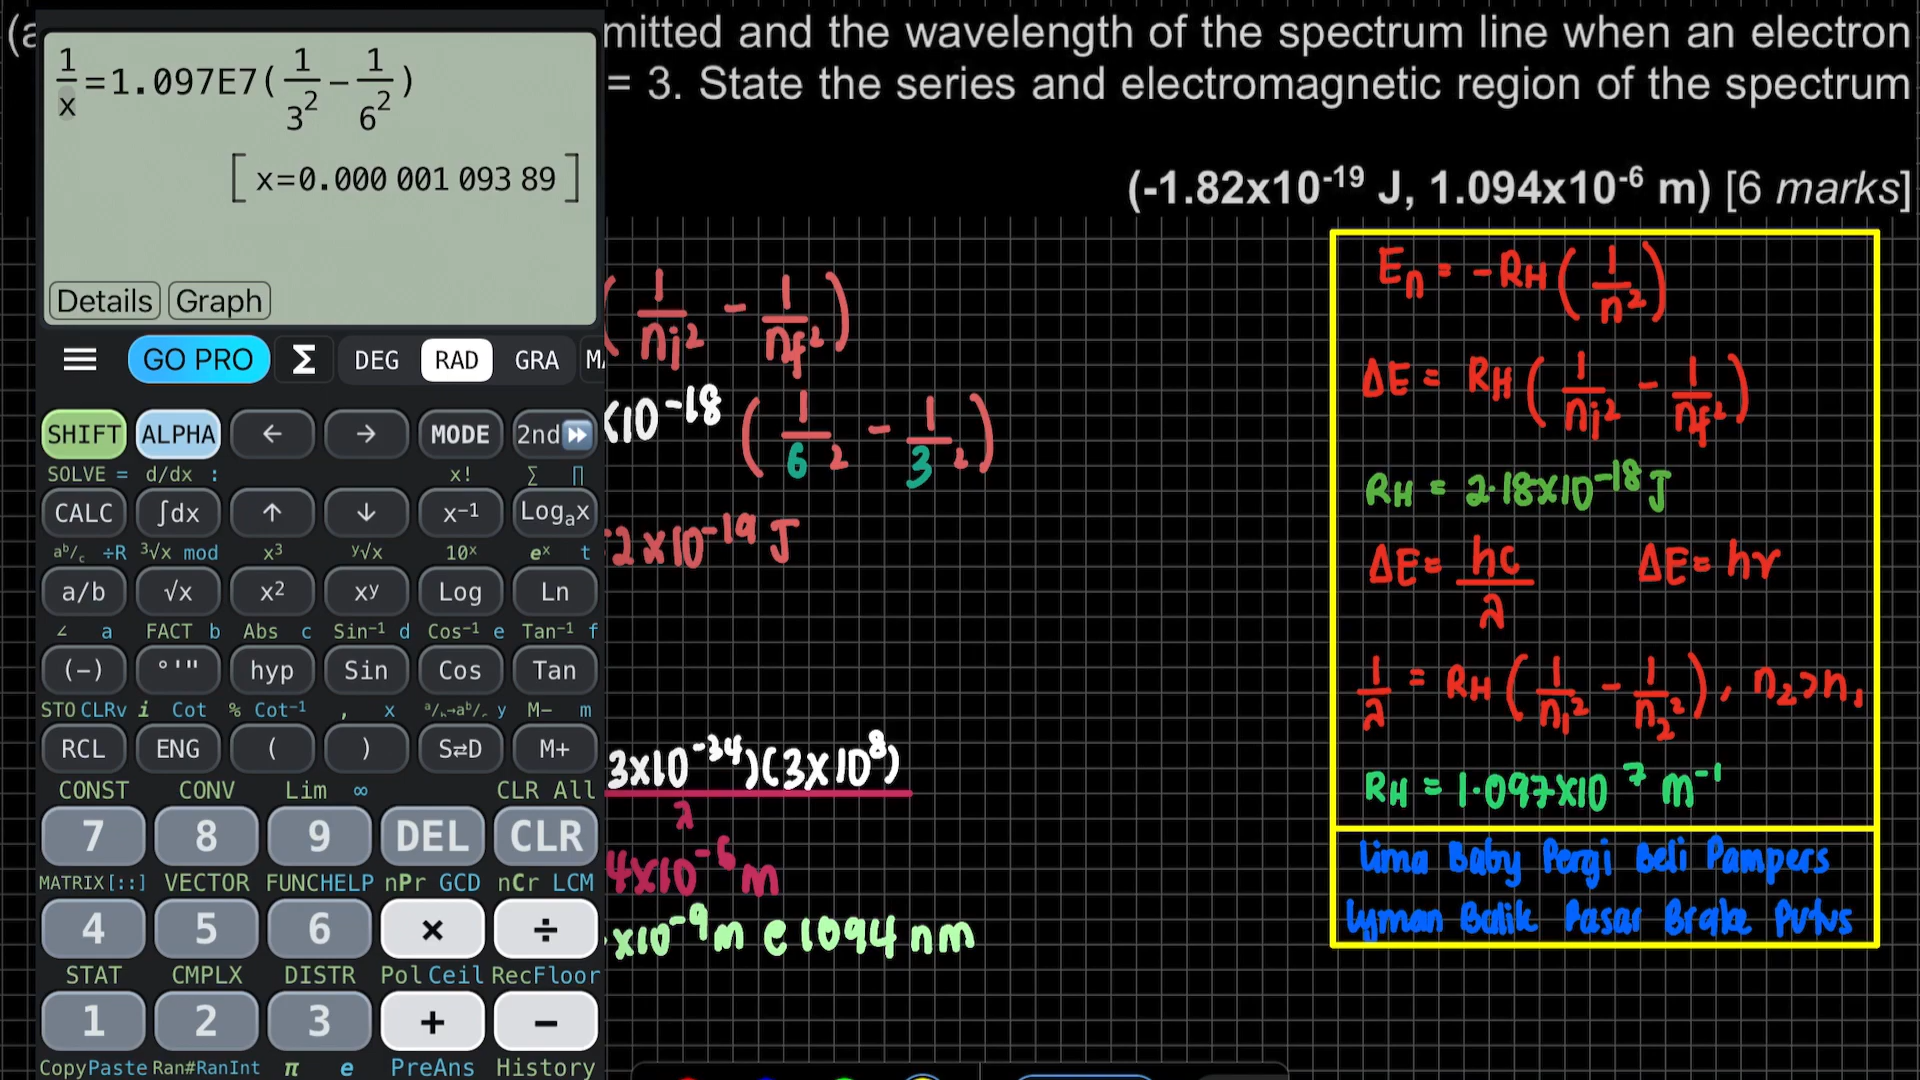 (a
mitted and the wavelength of the spectrum line when an electron
= 3. State the series and electromagnetic region of the spectrum
(-1.82x10⁻¹⁹ J, 1.094x10⁻⁶ m) [6 marks]
1/x=1.097E7(1/3²-1/6²)
[x=0.000 001 093 89]
Details Graph
GO PRO Σ DEG RAD GRA
SHIFT ALPHA ← → MODE 2nd
SOLVE = d/dx : x! Σ ∏
CALC ∫dx ↑ ↓ x⁻¹ Logₐx
aᵇ/c ÷R ³√x mod x³ ʸ√x 10ˣ eˣ t
a/b √x x² xʸ Log Ln
∠ a FACT b Abs c Sin⁻¹ d Cos⁻¹ e Tan⁻¹ f
(-) °'" hyp Sin Cos Tan
STO CLRv i Cot % Cot⁻¹ , x y M- m
RCL ENG ( ) S⇄D M+
CONST CONV Lim ∞ CLR All
7 8 9 DEL CLR
MATRIX[::] VECTOR FUNC HELP nPr GCD nCr LCM
4 5 6 × ÷
STAT CMPLX DISTR Pol Ceil Rec Floor
1 2 3 + −
Copy Paste Ran# RanInt π e PreAns History
(1/nᵢ² - 1/n_f²)
x10⁻¹⁸ (1/6² - 1/3²)
2x10⁻¹⁹ J
3x10⁻³⁴)(3x10⁸)
λ
4x10⁻⁶ m
x10⁻⁹ m @ 1094 nm
Eₙ = -RH (1/n²)
ΔE = RH (1/nᵢ² - 1/n_f²)
RH = 2.18x10⁻¹⁸ J
ΔE = hc/λ ΔE = hν
1/λ = RH (1/n₁² - 1/n₂²), n₂>n₁
RH = 1.097x10⁷ m⁻¹
Lima Baby Pergi Beli Pampers
Lyman Balik Pasar Brake Putus